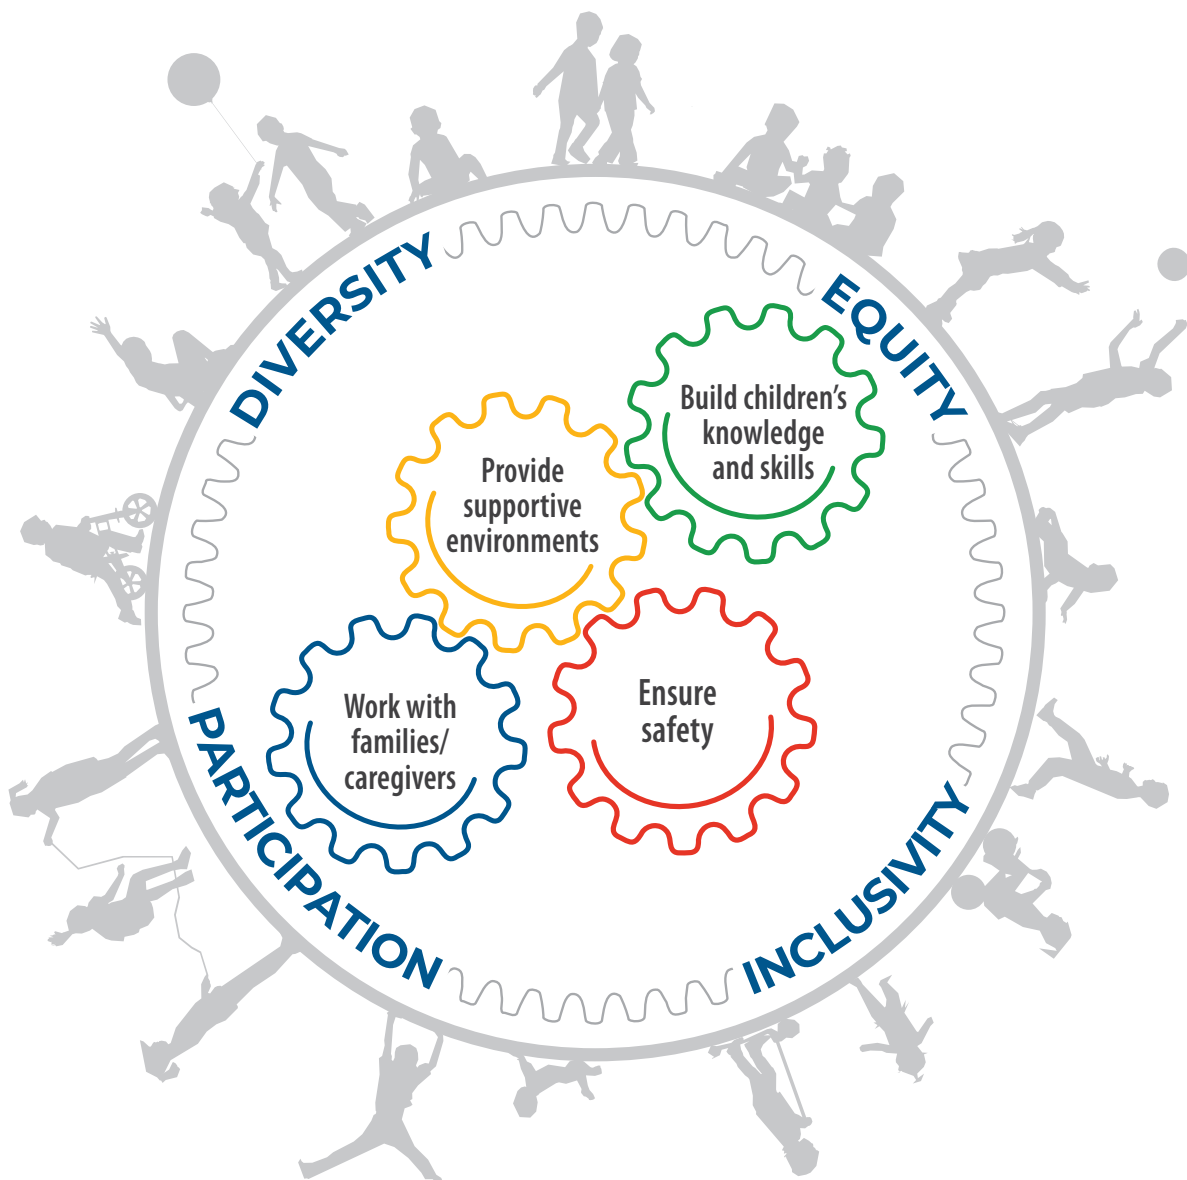 DIVERSITY
EQUITY
Build children’s
knowledge
and skills
Provide
supportive
environments
Work with
families/
caregivers
Ensure
safety
PARTICIPATION
INCLUSIVITY